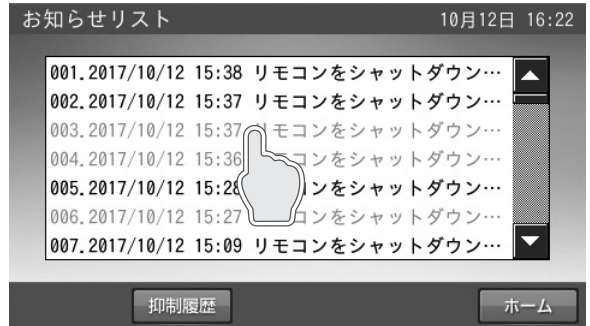 お知らせリスト 10月12日 16:22
001.2017/10/12 15:38 リモコンをシャットダウン…
002.2017/10/12 15:37 リモコンをシャットダウン…
003.2017/10/12 15:37 モコンをシャットダウン…
004.2017/10/12 15:36 モコンをシャットダウン…
005.2017/10/12 15:28 ンをシャットダウン…
006.2017/10/12 15:27 コンをシャットダウン…
007.2017/10/12 15:09 リモコンをシャットダウン…
抑制履歴 ホーム